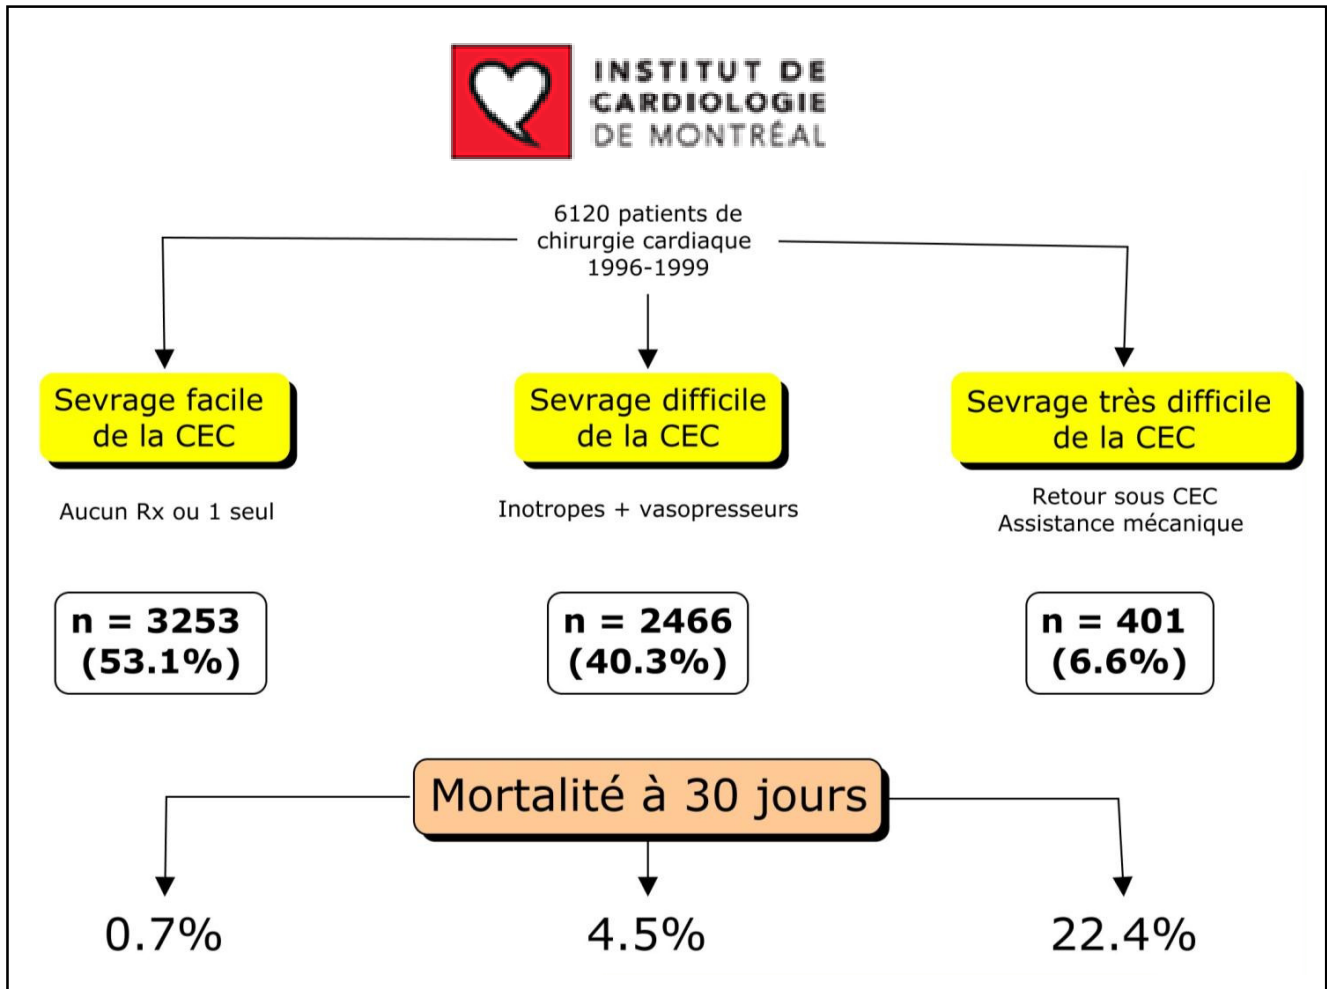 INSTITUT DE
CARDIOLOGIE
DE MONTRÉAL
6120 patients de
chirurgie cardiaque
1996-1999
Sevrage facile
de la CEC
Aucun Rx ou 1 seul
n = 3253
(53.1%)
Sevrage difficile
de la CEC
Inotropes + vasopresseurs
n = 2466
(40.3%)
Sevrage très difficile
de la CEC
Retour sous CEC
Assistance mécanique
n = 401
(6.6%)
Mortalité à 30 jours
0.7%
4.5%
22.4%